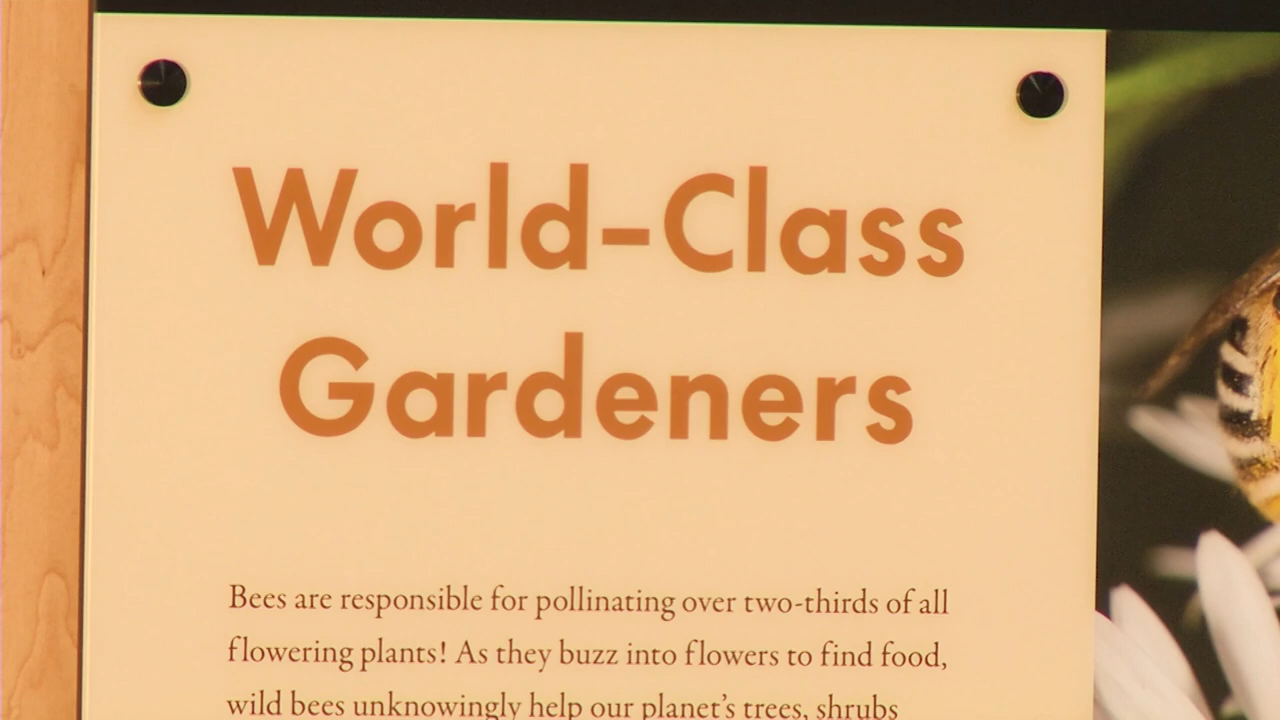 World-Class
Gardeners
Bees are responsible for pollinating over two-thirds of all
flowering plants! As they buzz into flowers to find food,
wild bees unknowingly help our planet’s trees, shrubs